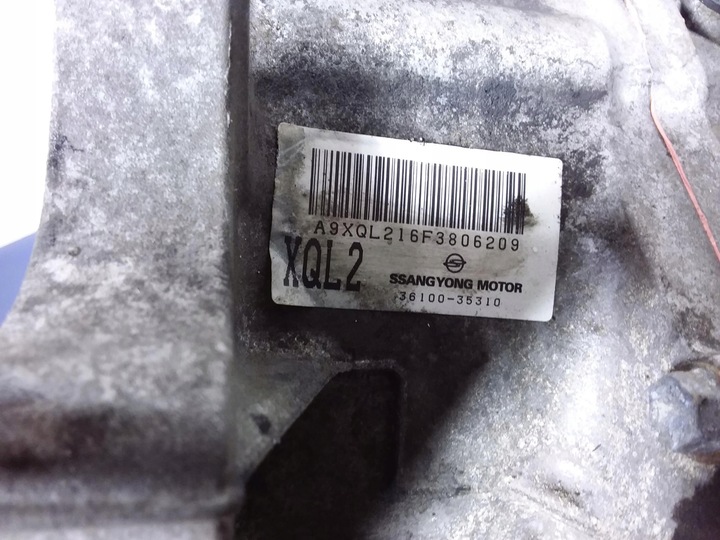 A9XQL216F3806209
XQL2
SSANGYONG MOTOR
36100-35310